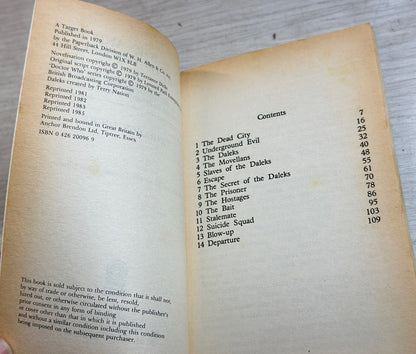 A Target Book
Published in 1979
by the Paperback Division of W. H. Allen & Co. Ltd
44 Hill Street, London W1X 8LB
Novelisation copyright © 1979 by Terrance Dicks
Original script copyright © 1979 by
'Doctor Who' series copyright © 1979 by the
British Broadcasting Corporation
Daleks created by Terry Nation
Reprinted 1981
Reprinted 1982
Reprinted 1983
Reprinted 1985
Printed and bound in Great Britain by
Anchor Brendon Ltd, Tiptree, Essex
ISBN 0 426 20096 9
This book is sold subject to the condition that is shall not,
by way of trade or otherwise, be lent, resold,
hired out, or otherwise circulated without the publisher's
prior consent in any form of binding
or cover other than that in which it is published
and without a similar condition including this condition
being imposed on the subsequent purchaser.
Contents
1 The Dead City 7
2 Underground Evil 16
3 The Daleks 25
4 The Movellans 32
5 Slaves of the Daleks 40
6 Escape 48
7 The Secret of the Daleks 55
8 The Prisoner 61
9 The Hostages 70
10 The Bait 78
11 Stalemate 86
12 Suicide Squad 95
13 Blow-up 103
14 Departure 109